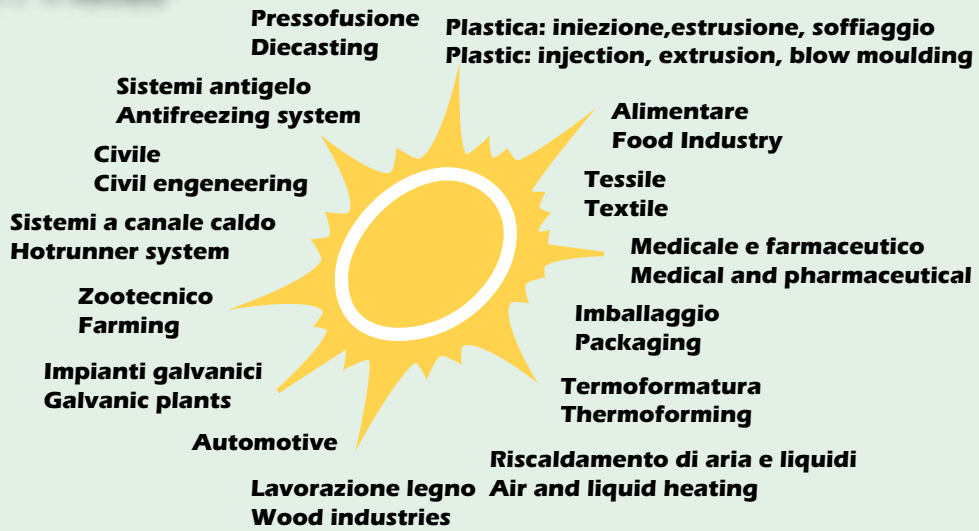 Pressofusione
Diecasting
Plastica: iniezione,estrusione, soffiaggio
Plastic: injection, extrusion, blow moulding
Sistemi antigelo
Antifreezing system
Alimentare
Food Industry
Civile
Civil engeneering
Tessile
Textile
Sistemi a canale caldo
Hotrunner system
Medicale e farmaceutico
Medical and pharmaceutical
Zootecnico
Farming
Imballaggio
Packaging
Impianti galvanici
Galvanic plants
Termoformatura
Thermoforming
Automotive
Riscaldamento di aria e liquidi
Air and liquid heating
Lavorazione legno
Wood industries